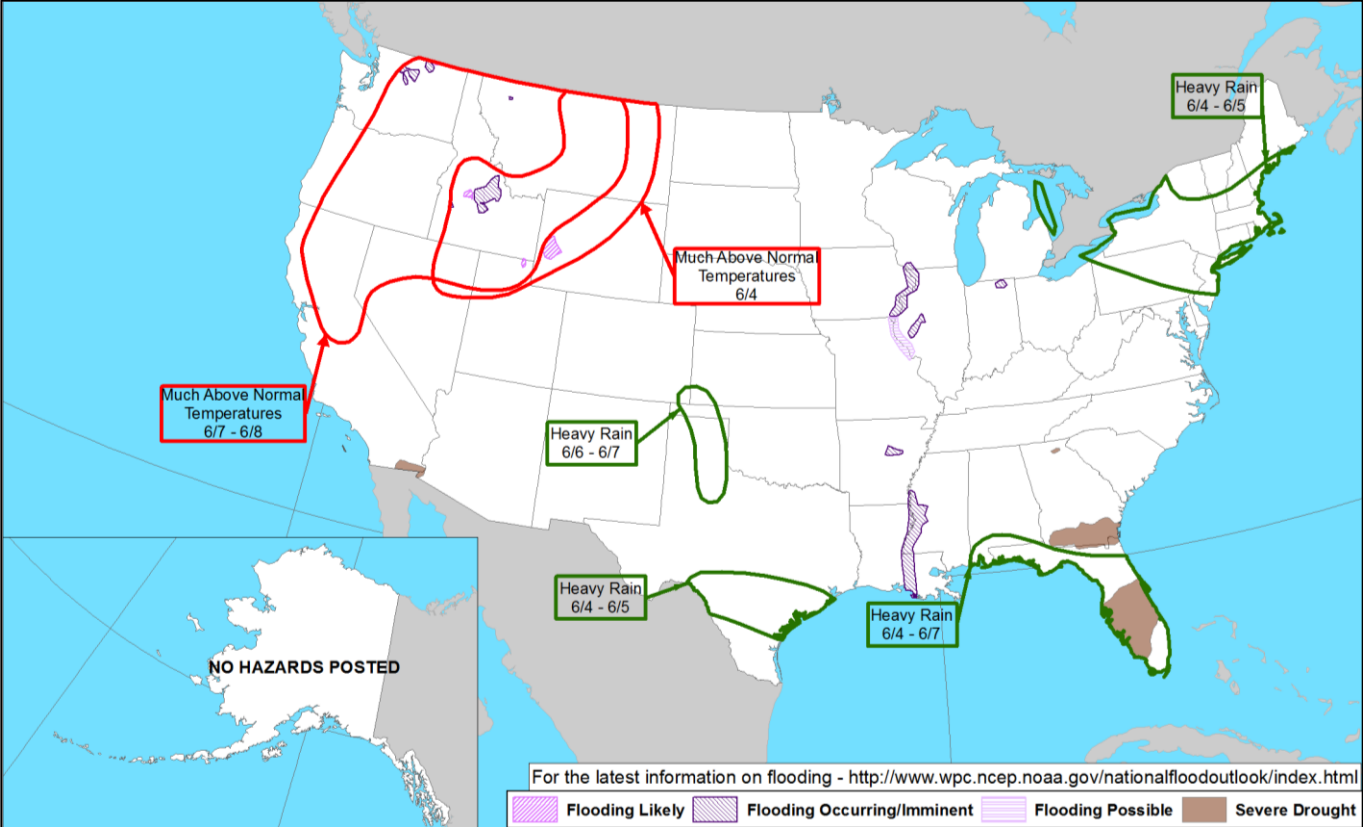 Heavy Rain
6/4 - 6/5
Much Above Normal
Temperatures
6/4
Much Above Normal
Temperatures
6/7 - 6/8
Heavy Rain
6/6 - 6/7
Heavy Rain
6/4 - 6/5
Heavy Rain
6/4 - 6/7
NO HAZARDS POSTED
For the latest information on flooding - http://www.wpc.ncep.noaa.gov/nationalfloodoutlook/index.html
Flooding Likely Flooding Occurring/Imminent Flooding Possible Severe Drought